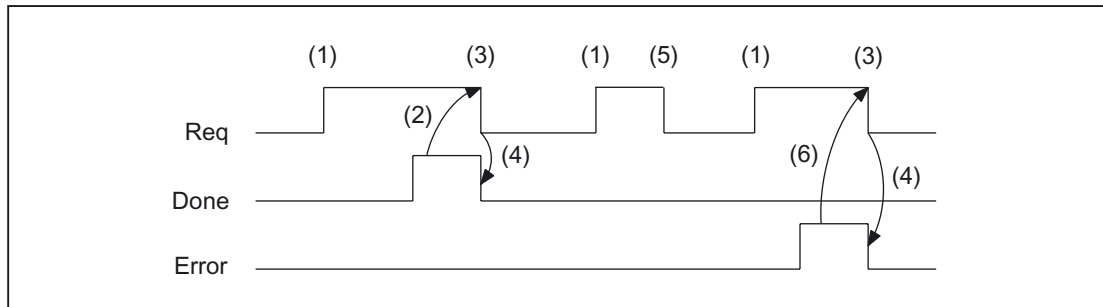 (1) (3) (1) (5) (1) (3)
(2)
Req
(4) (6) (4)
Done
Error